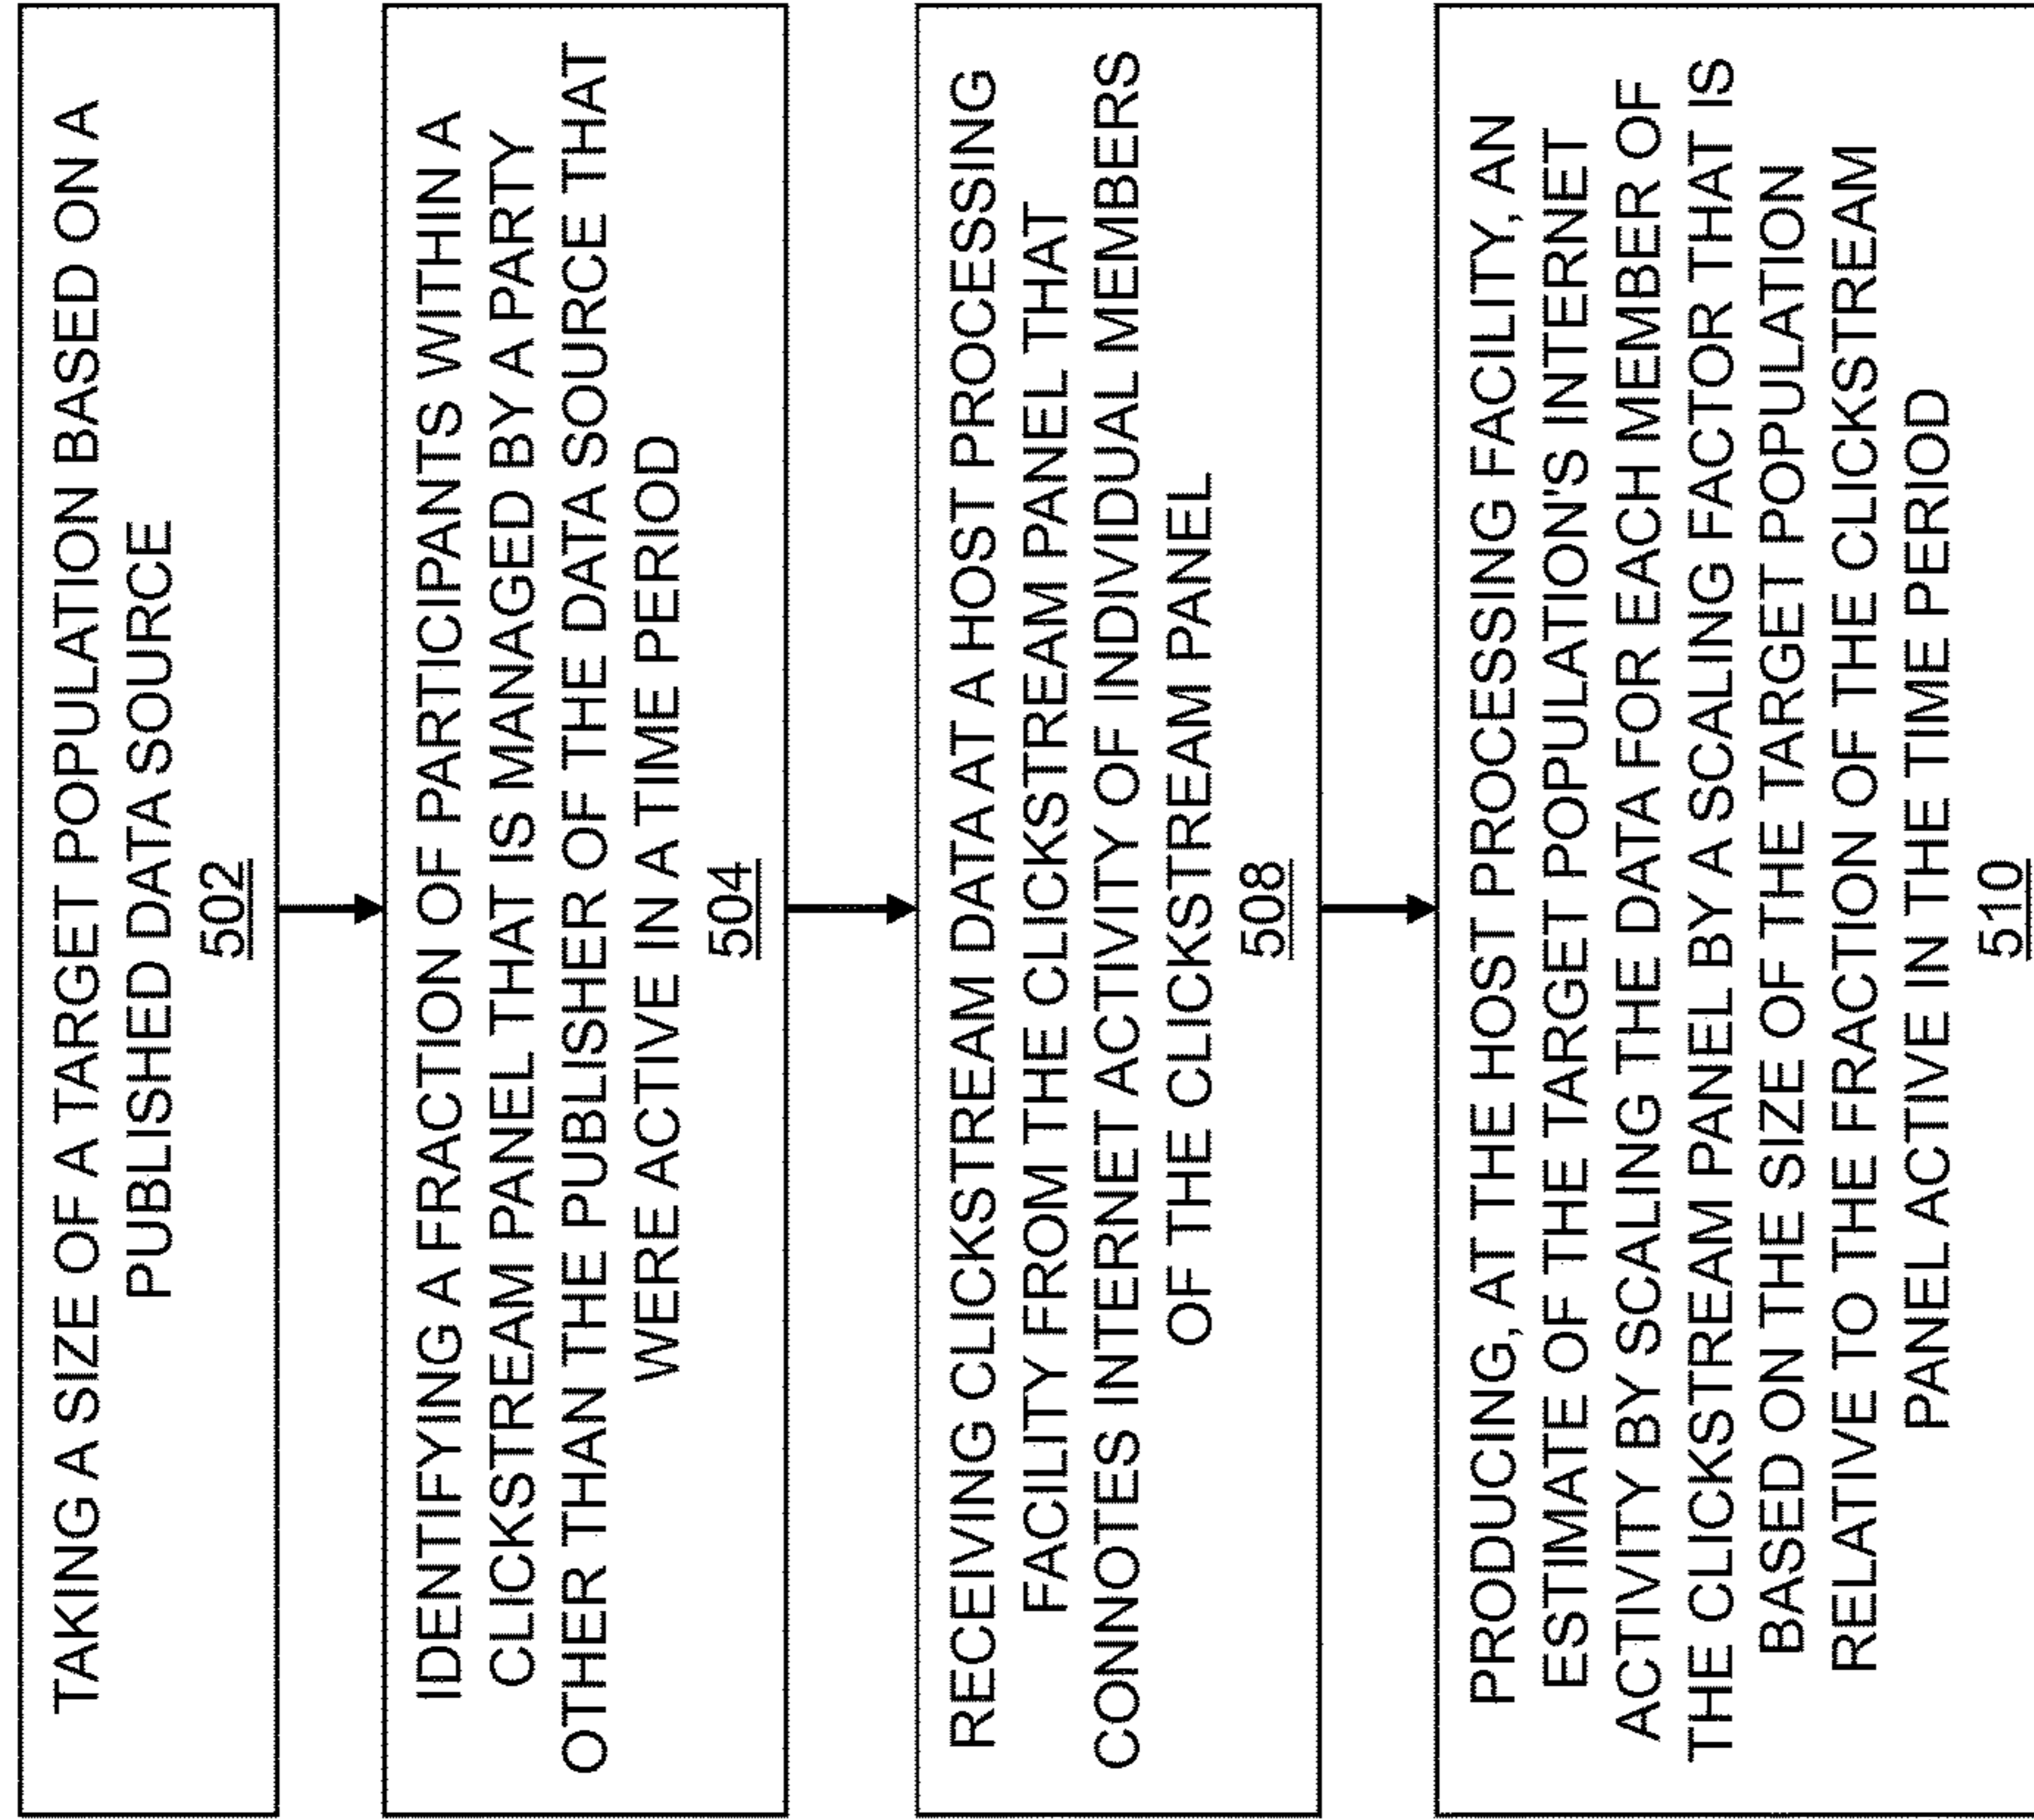 TAKING A SIZE OF A TARGET POPULATION BASED ON A
PUBLISHED DATA SOURCE
502
IDENTIFYING A FRACTION OF PARTICIPANTS WITHIN A
CLICKSTREAM PANEL THAT IS MANAGED BY A PARTY
OTHER THAN THE PUBLISHER OF THE DATA SOURCE THAT
WERE ACTIVE IN A TIME PERIOD
504
RECEIVING CLICKSTREAM DATA AT A HOST PROCESSING
FACILITY FROM THE CLICKSTREAM PANEL THAT
CONNOTES INTERNET ACTIVITY OF INDIVIDUAL MEMBERS
OF THE CLICKSTREAM PANEL
508
PRODUCING, AT THE HOST PROCESSING FACILITY, AN
ESTIMATE OF THE TARGET POPULATION'S INTERNET
ACTIVITY BY SCALING THE DATA FOR EACH MEMBER OF
THE CLICKSTREAM PANEL BY A SCALING FACTOR THAT IS
BASED ON THE SIZE OF THE TARGET POPULATION
RELATIVE TO THE FRACTION OF THE CLICKSTREAM
PANEL ACTIVE IN THE TIME PERIOD
510